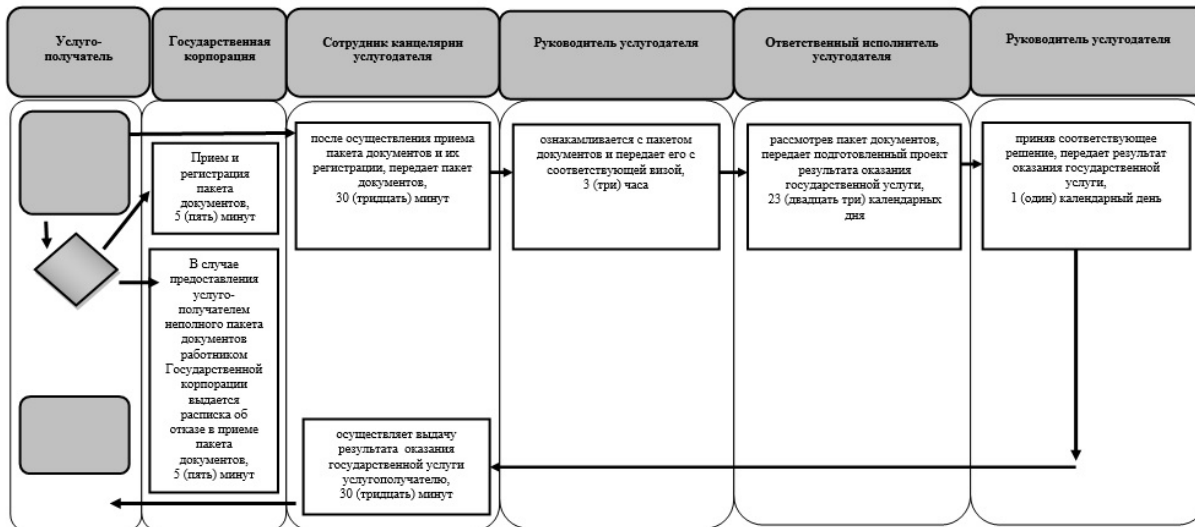 Услуго-
получатель
Государственная
корпорация
Сотрудник канцелярии
услугодателя
Руководитель услугодателя
Ответственный исполнитель
услугодателя
Руководитель услугодателя
Прием и
регистрация
пакета
документов,
5 (пять) минут
В случае
предоставления
услуго-
получателем
неполного пакета
документов
работником
Государственной
корпорации
выдается
расписка об
отказе в приеме
пакета
документов,
5 (пять) минут
после осуществления приема
пакета документов и их
регистрации, передает пакет
документов,
30 (тридцать) минут
ознакамливается с пакетом
документов и передает его с
соответствующей визой,
3 (три) часа
рассмотрев пакет документов,
передает подготовленный проект
результата оказания
государственной услуги,
23 (двадцать три) календарных
дня
приняв соответствующее
решение, передает результат
оказания государственной
услуги,
1 (один) календарный день
осуществляет выдачу
результата оказания
государственной услуги
услугополучателю,
30 (тридцать) минут